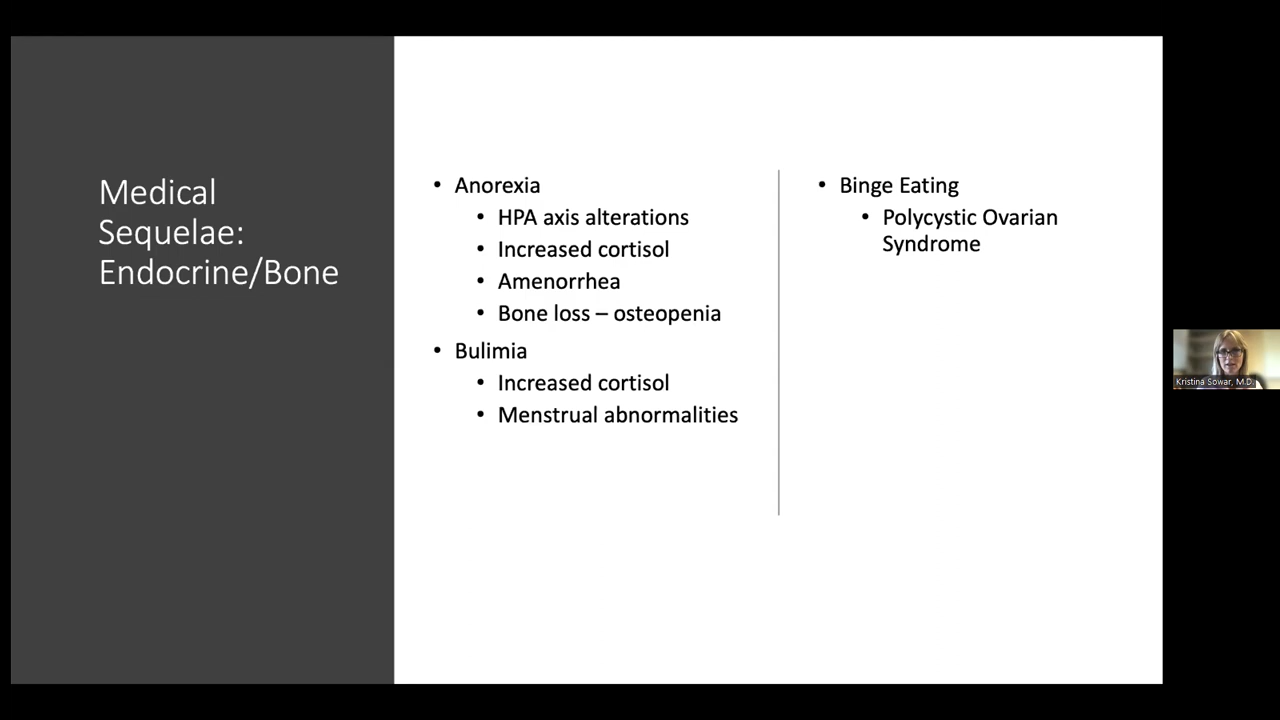 Medical
Sequelae:
Endocrine/Bone
• Anorexia
• HPA axis alterations
• Increased cortisol
• Amenorrhea
• Bone loss – osteopenia
• Bulimia
• Increased cortisol
• Menstrual abnormalities
• Binge Eating
• Polycystic Ovarian
Syndrome
Kristina Sowar, M.D.